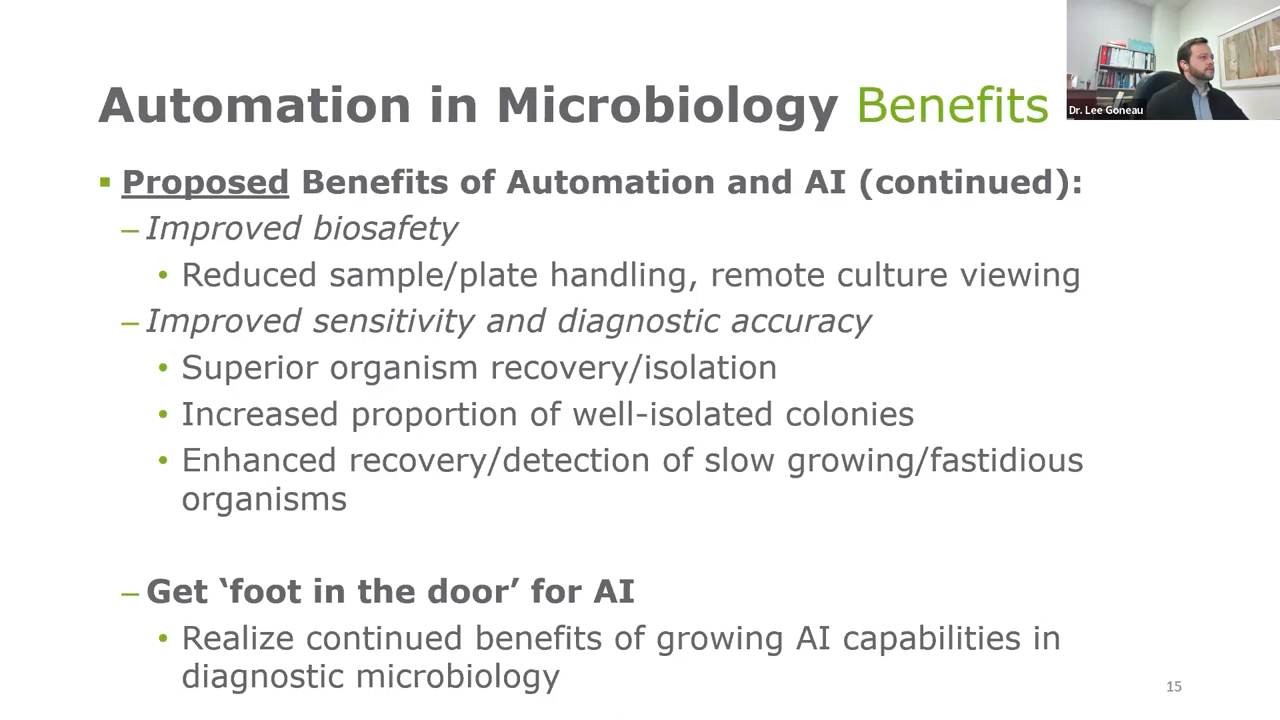 Dr. Lee Goneau
Automation in Microbiology Benefits
▪ Proposed Benefits of Automation and AI (continued):
– Improved biosafety
• Reduced sample/plate handling, remote culture viewing
– Improved sensitivity and diagnostic accuracy
• Superior organism recovery/isolation
• Increased proportion of well-isolated colonies
• Enhanced recovery/detection of slow growing/fastidious
organisms
– Get ‘foot in the door’ for AI
• Realize continued benefits of growing AI capabilities in
diagnostic microbiology
15